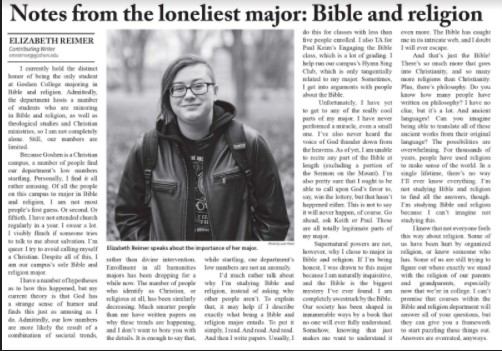 Notes from the loneliest major: Bible and religion
ELIZABETH REIMER
Contributing Writer
I currently hold the distinct
honor of being the only student
at Goshen College majoring in
Bible and religion. Admittedly,
the department hosts a number
of students who are minoring
in Bible and religion, as well as
theological studies and Christian
ministries, so I am not completely
alone. Still, our numbers are
limited.
Because Goshen is a Christian
campus, a number of people find
our department's low numbers
startling. Personally, I find it all
rather amusing. Of all the people
on this campus to major in Bible
and religion, I am not most
people's first guess. Or second. Or
fifth. I have not attended church
regularly in a year. I swear a lot.
I visibly flinch if someone tries
to talk to me about salvation. I'm
queer. I try to avoid calling myself
a Christian. Despite all of this, I
am our campus's sole Bible and
religion major.
I have a number of hypotheses
as to how this happened, but my
current theory is that God has
a strange sense of humor and
finds this just as amusing as I
do. Admittedly, our low numbers
are more likely the result of a
combination of societal trends,
Elizabeth Reimer speaks about the importance of her major.
rather than divine intervention.
Enrollment in all humanities
majors has been dropping for a
while now. The number of people
who identify as Christian, or
religious at all, has been similarly
decreasing. Much smarter people
than me have written papers on
why these trends are happening,
and I don't want to bore you with
the details. It is enough to say that,
while startling, our department's
low numbers are not an anomaly.
I'd much rather talk about
why I'm studying Bible and
religion, instead of asking why
other people aren't. To explore
that, it may help if I describe
exactly what being a Bible and
religion major entails. To put it
simply, I read. And read. And read.
And then I write papers. Usually, I
do this for classes with less than
five people enrolled. I also TA for
Paul Keim's Engaging the Bible
class, which is a lot of grading. I
help run our campus's Hymn Sing
Club, which is only tangentially
related to my major. Sometimes,
I get into arguments with people
about the Bible.
Unfortunately, I have yet
to get to any of the really cool
parts of my major. I have never
performed a miracle, even a small
one. I've also never heard the
voice of God thunder down from
the heavens. As of yet, I am unable
to recite any part of the Bible at
length (excluding a portion of
the Sermon on the Mount). I'm
also pretty sure that I ought to be
able to call upon God's favor to,
say, win the lottery, but that hasn't
happened either. This is not to say
it will never happen, of course. Go
ahead, ask Keith or Paul. Those
are all totally legitimate parts of
my major.
Supernatural powers are not,
however, why I chose to major in
Bible and religion. If I'm being
honest, I was drawn to this major
because I am naturally inquisitive,
and the Bible is the biggest
mystery I've ever found. I am
completely awestruck by the Bible.
Our society has been shaped in
innumerable ways by a book that
no one will ever fully understand.
Somehow, knowing that just
makes me want to understand it
even more. The Bible has caught
me in its intrinsic web, and I doubt
I will ever escape.
And that's just the Bible!
There's so much more that goes
into Christianity, and so many
more religions than Christianity.
Plus, there's philosophy. Do you
know how many people have
written on philosophy? I have no
clue, but it's a lot. And ancient
languages! Can you imagine
being able to translate all of these
ancient works from their original
language? The possibilities are
overwhelming. For thousands of
years, people have used religion
to make sense of the world. In a
single lifetime, there's no way
I'll ever know everything. I'm
not studying Bible and religion
to find all the answers, though.
I'm studying Bible and religion
because I can't imagine not
studying this.
I know that not everyone feels
this way about religion. Some of
us have been hurt by organized
religion, or know someone who
has. Some of us are still trying to
figure out where exactly we stand
with the religion of our parents
and grandparents, especially
now that we're in college. I can't
promise that courses within the
Bible and religion department
will answer all of your questions,
but they can give you a framework
to start puzzling these things out.
Answers are overrated, anyways.